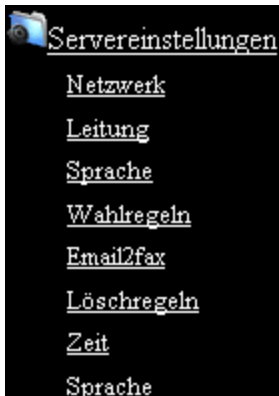 Servereinstellungen
Netzwerk
Leitung
Sprache
Wahlregeln
Email2fax
Löschregeln
Zeit
Sprache